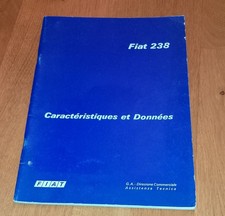 Fiat 238
Caractéristiques et Données
FIAT
D.A. - Direzione Commerciale
Assistenza Tecnica